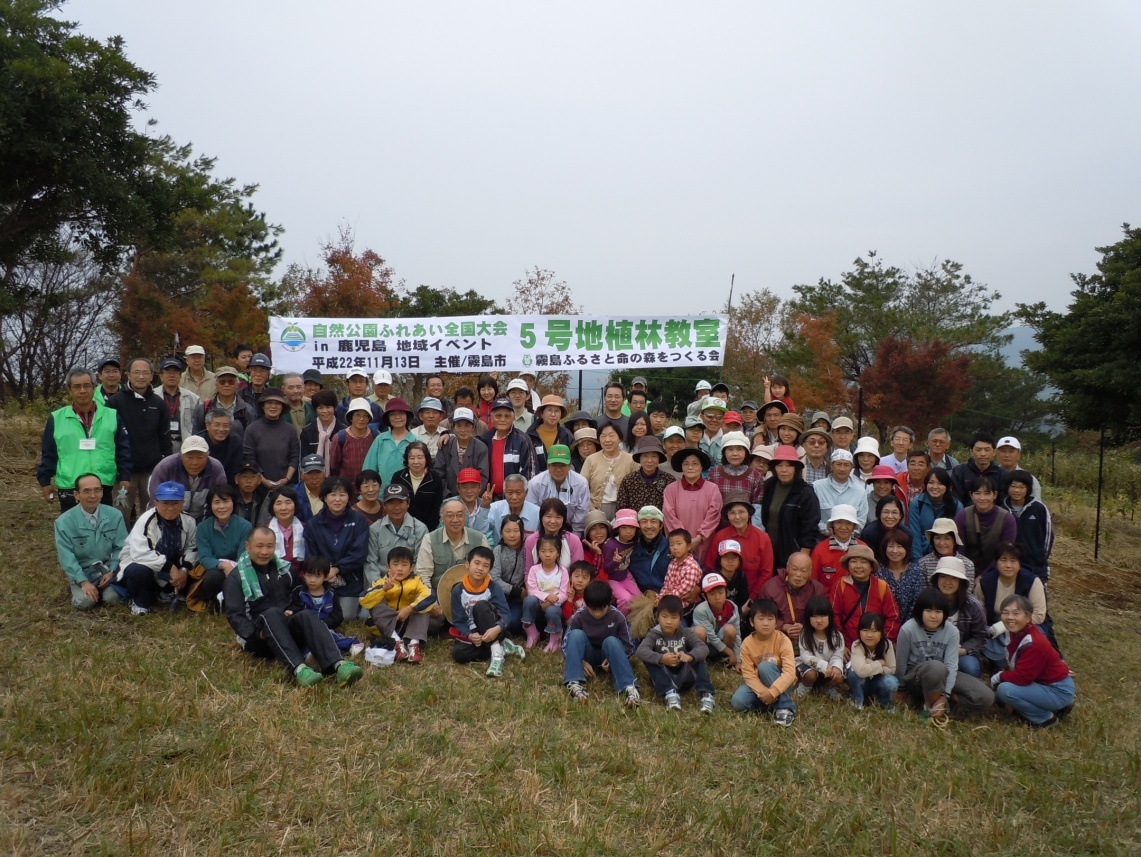 自然公園ふれあい全国大会
in 鹿児島 地域イベント
平成22年11月13日 主催/霧島市
5号地植林教室
霧島ふるさと命の森をつくる会